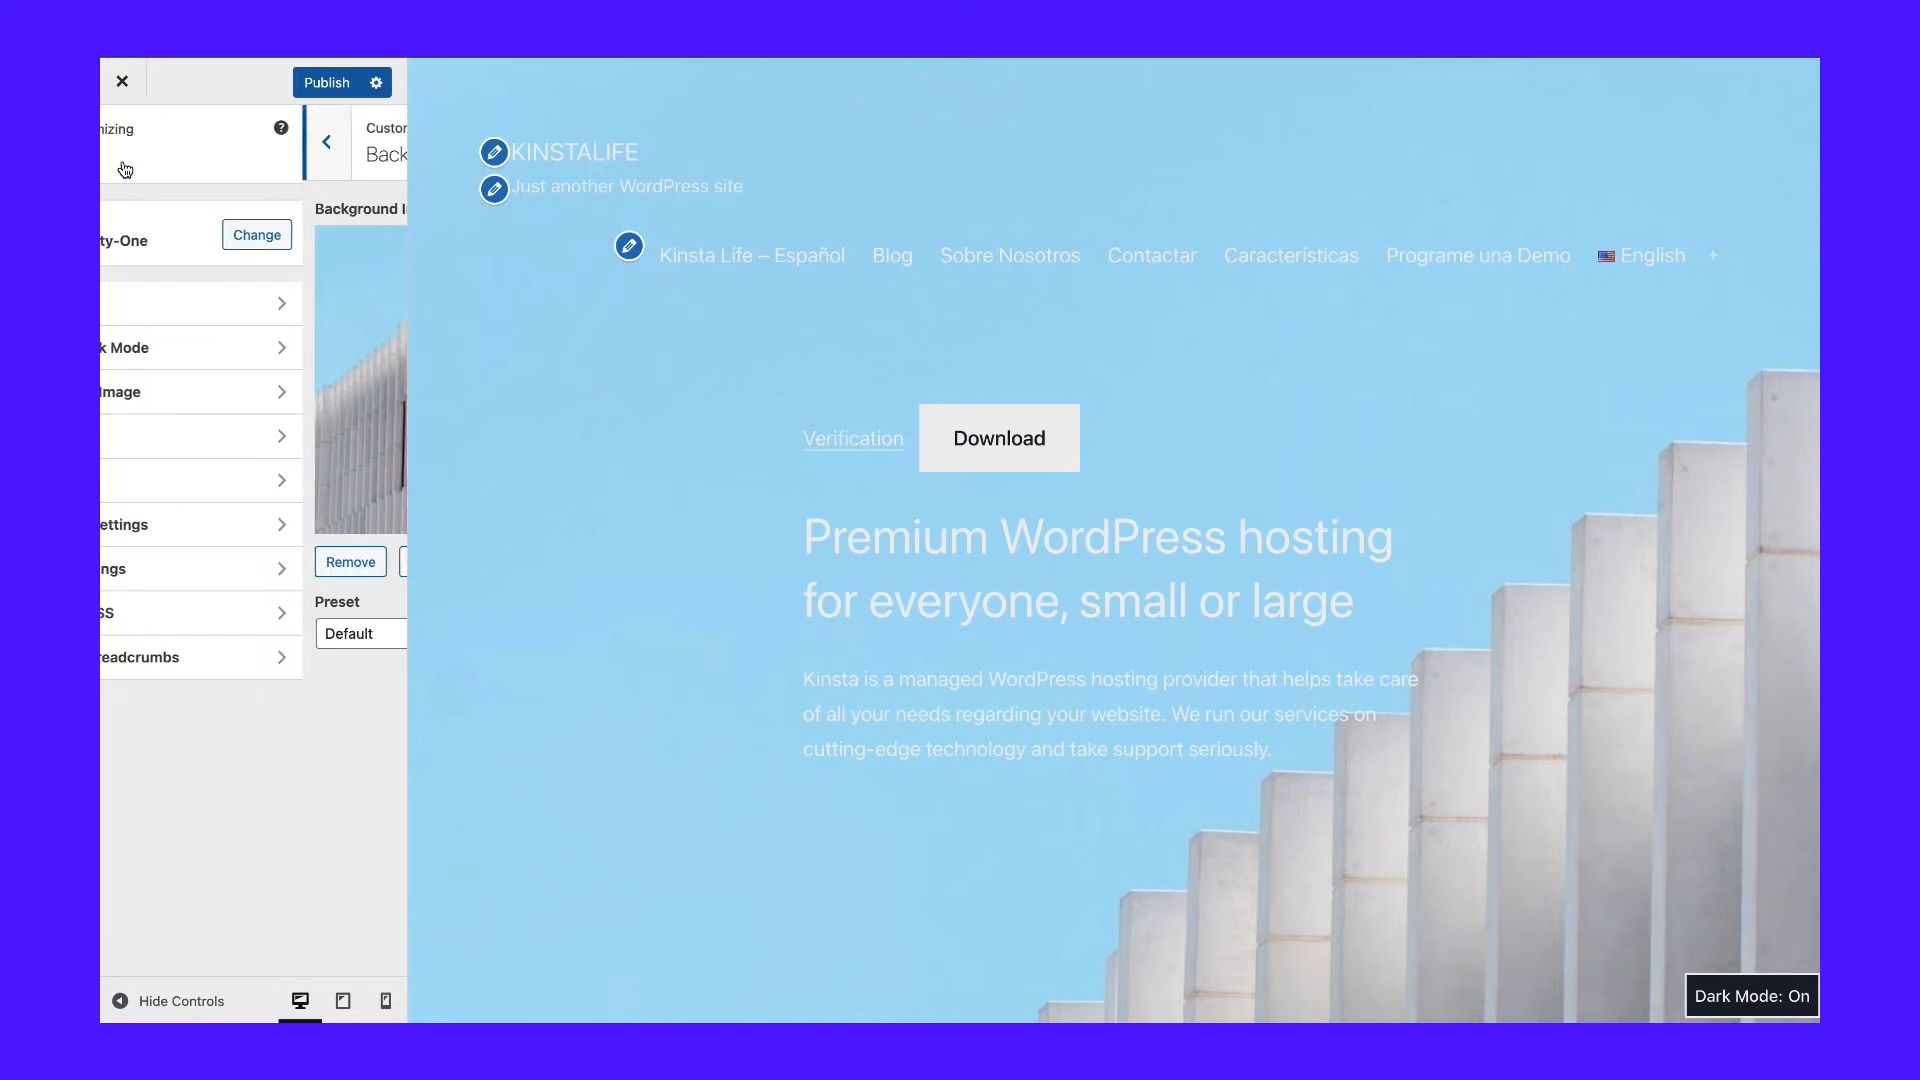 Publish
nizing
Custor
Back
ty-One
Change
Background I
k Mode
Image
ettings
ngs
SS
readcrumbs
Remove
Preset
Default
Hide Controls
KINSTALIFE
Just another WordPress site
Kinsta Life – Español Blog Sobre Nosotros Contactar Características Programe una Demo English +
Verification
Download
Premium WordPress hosting
for everyone, small or large
Kinsta is a managed WordPress hosting provider that helps take care
of all your needs regarding your website. We run our services on
cutting-edge technology and take support seriously.
Dark Mode: On